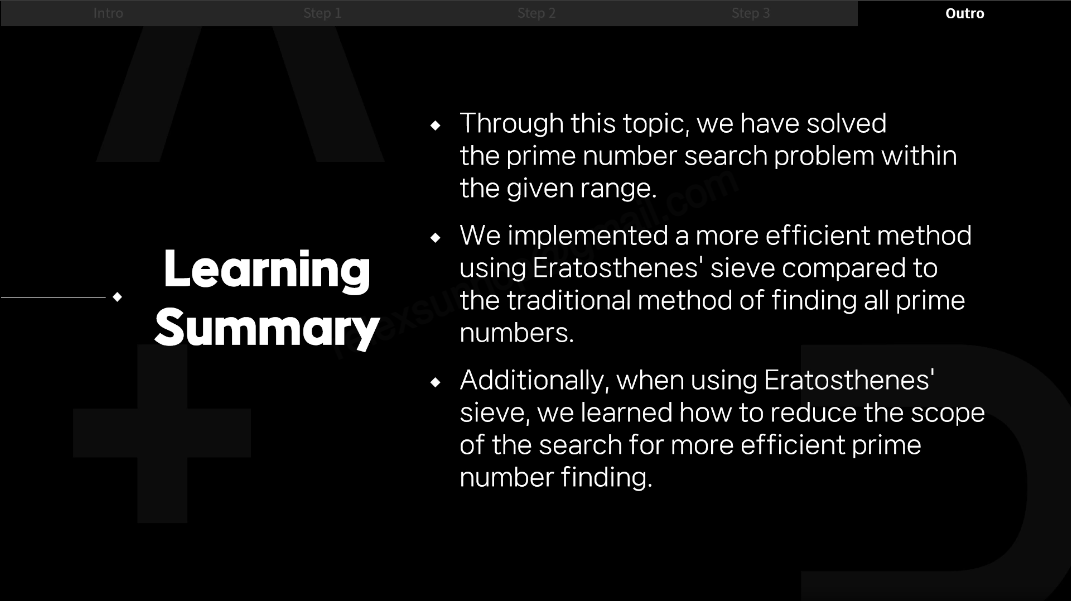 Intro
Step 1
Step 2
Step 3
Outro
Learning
Summary
Through this topic, we have solved
the prime number search problem within
the given range.
We implemented a more efficient method
using Eratosthenes' sieve compared to
the traditional method of finding all prime
numbers.
Additionally, when using Eratosthenes'
sieve, we learned how to reduce the scope
of the search for more efficient prime
number finding.